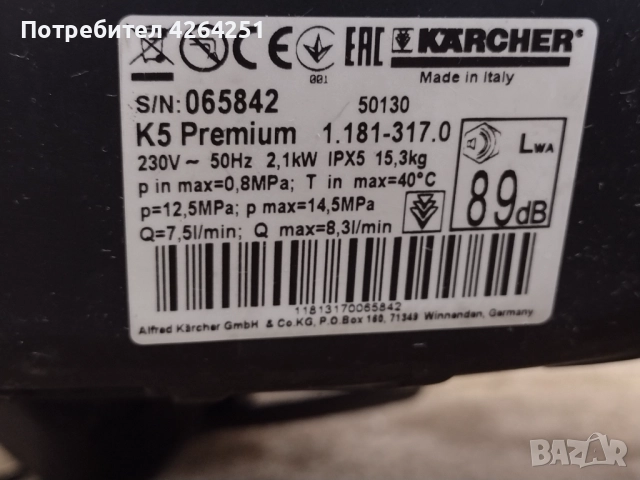 Потребител 4264251
CE EAC KÄRCHER
001
Made in Italy
S/N: 065842 50130
K5 Premium 1.181-317.0
230V ~ 50Hz 2,1kW IPX5 15,3kg
p in max=0,8MPa; T in max=40°C
p=12,5MPa; p max=14,5MPa
Q=7,5l/min; Q max=8,3l/min
LWA
89dB
11813170065842
Alfred Kärcher GmbH & Co.KG, P.O.Box 160, 71349 Winnenden, Germany
BAZAR